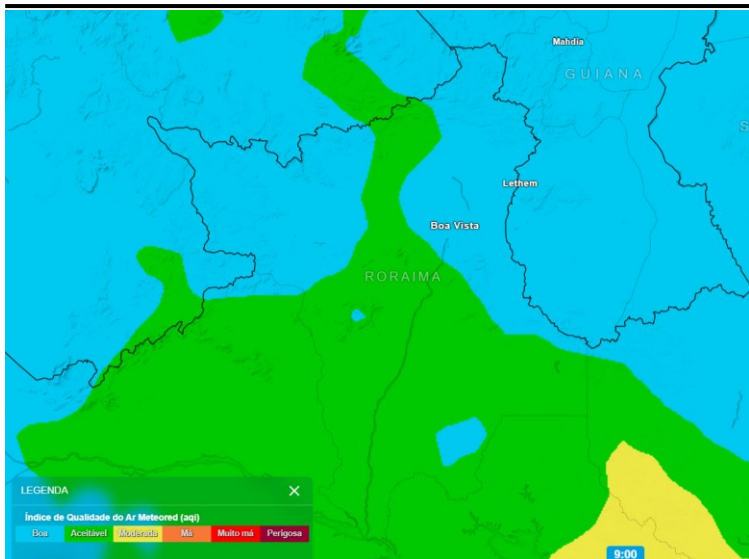 Mahdia
GUIANA
S
Lethem
Boa Vista
RORAIMA
LEGENDA
Índice de Qualidade do Ar Meteored (aqi)
Boa Aceitável Moderada Má Muito má Perigosa
9:00